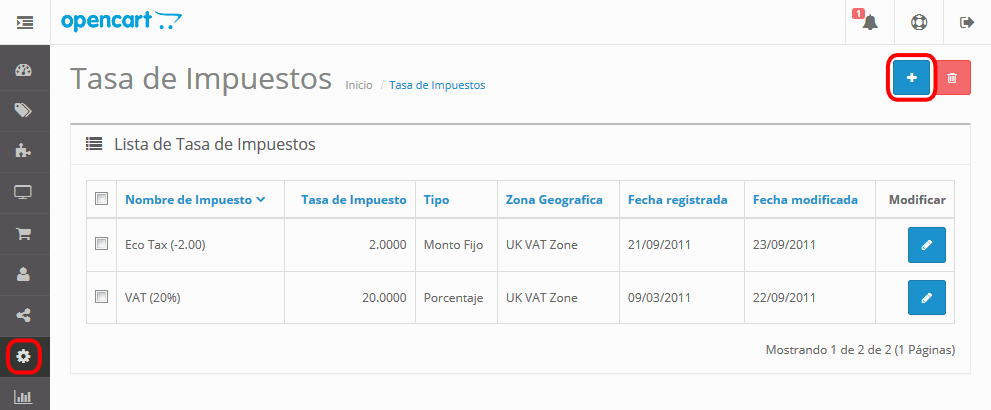 opencart
1
Tasa de Impuestos Inicio / Tasa de Impuestos
Lista de Tasa de Impuestos
Nombre de Impuesto Tasa de Impuesto Tipo Zona Geografica Fecha registrada Fecha modificada Modificar
Eco Tax (-2.00) 2.0000 Monto Fijo UK VAT Zone 21/09/2011 23/09/2011
VAT (20%) 20.0000 Porcentaje UK VAT Zone 09/03/2011 22/09/2011
Mostrando 1 de 2 de 2 (1 Páginas)